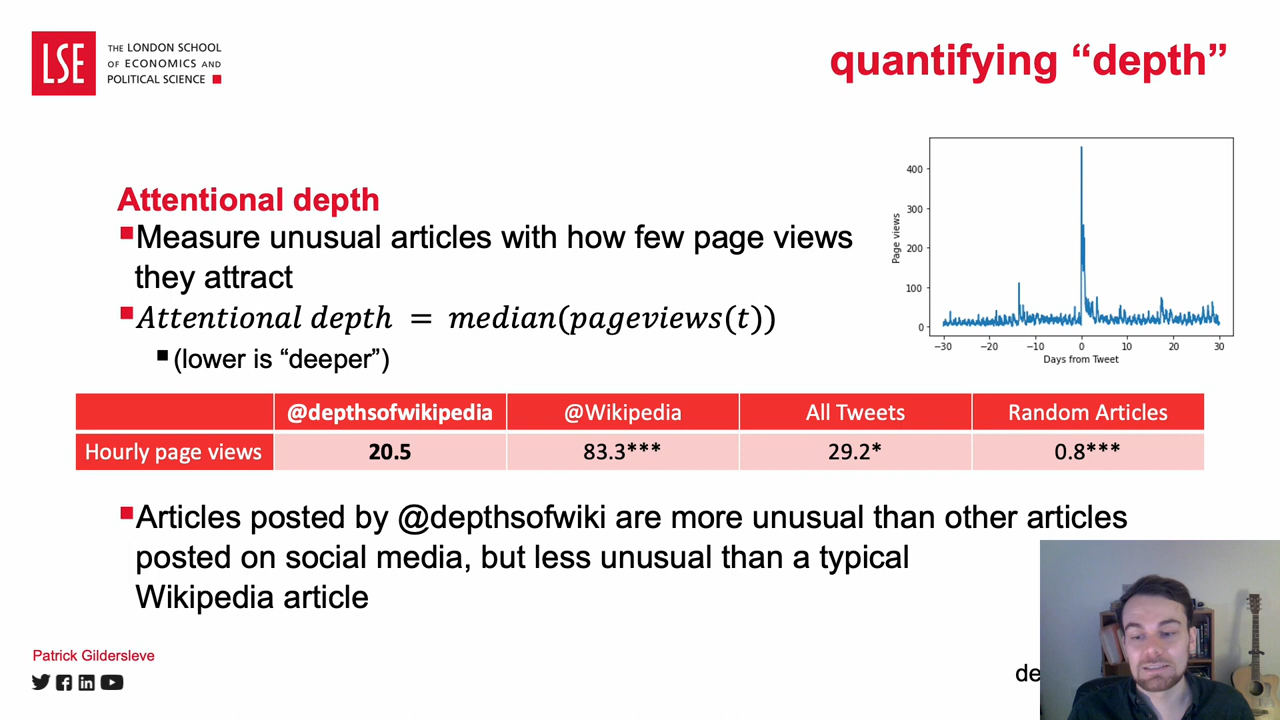 LSE
THE LONDON SCHOOL
OF ECONOMICS AND
POLITICAL SCIENCE
quantifying “depth”
Attentional depth
Measure unusual articles with how few page views
they attract
Attentional depth = median(pageviews(t))
(lower is “deeper”)
400
300
200
100
0
Page views
−30 −20 −10 0 10 20 30
Days from Tweet
@depthsofwikipedia @Wikipedia All Tweets Random Articles
Hourly page views 20.5 83.3*** 29.2* 0.8***
Articles posted by @depthsofwiki are more unusual than other articles
posted on social media, but less unusual than a typical
Wikipedia article
Patrick Gildersleve